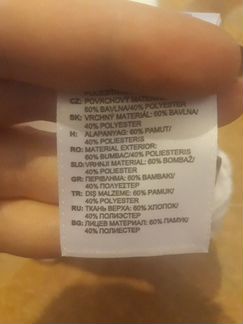 CZ: POVRCHOVÝ MATERIÁL:
60% BAVLNA/40% POLYESTER
SK: VRCHNÝ MATERIÁL: 60% BAVLNA/
40% POLYESTER
H: ALAPANYAG: 60% PAMUT/
40% POLIÉSZTER
RO: MATERIAL EXTERIOR:
60% BUMBAC/40% POLIESTER
SLO: VRHNJI MATERIAL: 60% BOMBAŽ/
40% POLIESTER
GR: ΠΕΡΙΒΛΗΜΑ: 60% ΒΑΜΒΑΚΙ/
40% ΠΟΛΥΕΣΤΕΡ
TR: DIŞ MALZEME: 60% PAMUK/
40% POLYESTER
RU: ТКАНЬ ВЕРХА: 60% ХЛОПОК/
40% ПОЛИЭСТЕР
BG: ЛИЦЕВ МАТЕРИАЛ: 60% ПАМУК/
40% ПОЛИЕСТЕР